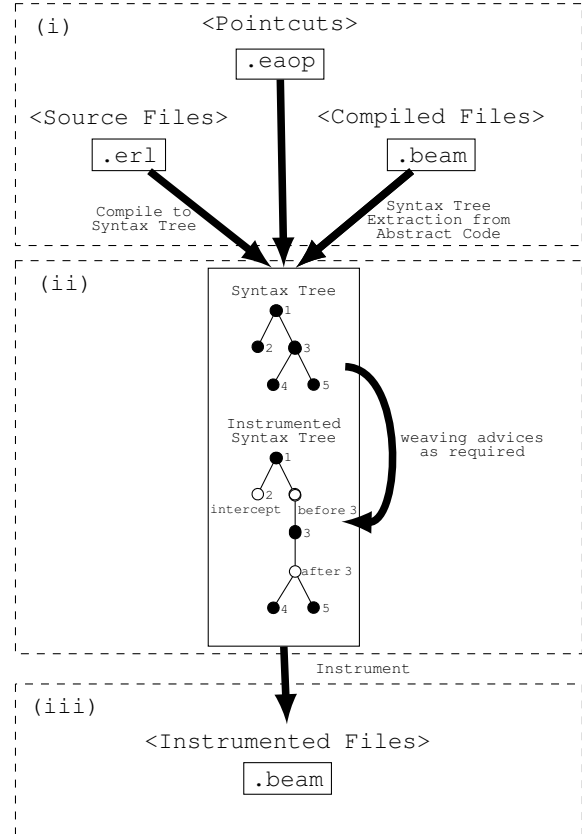 (i)
<Pointcuts>
.eaop
<Source Files>
<Compiled Files>
.erl
.beam
Compile to
Syntax Tree
Syntax Tree
Extraction from
Abstract Code
(ii)
Syntax Tree
1
2
3
4
5
Instrumented
Syntax Tree
weaving advices
as required
1
2
intercept
before 3
3
after 3
4
5
Instrument
(iii)
<Instrumented Files>
.beam